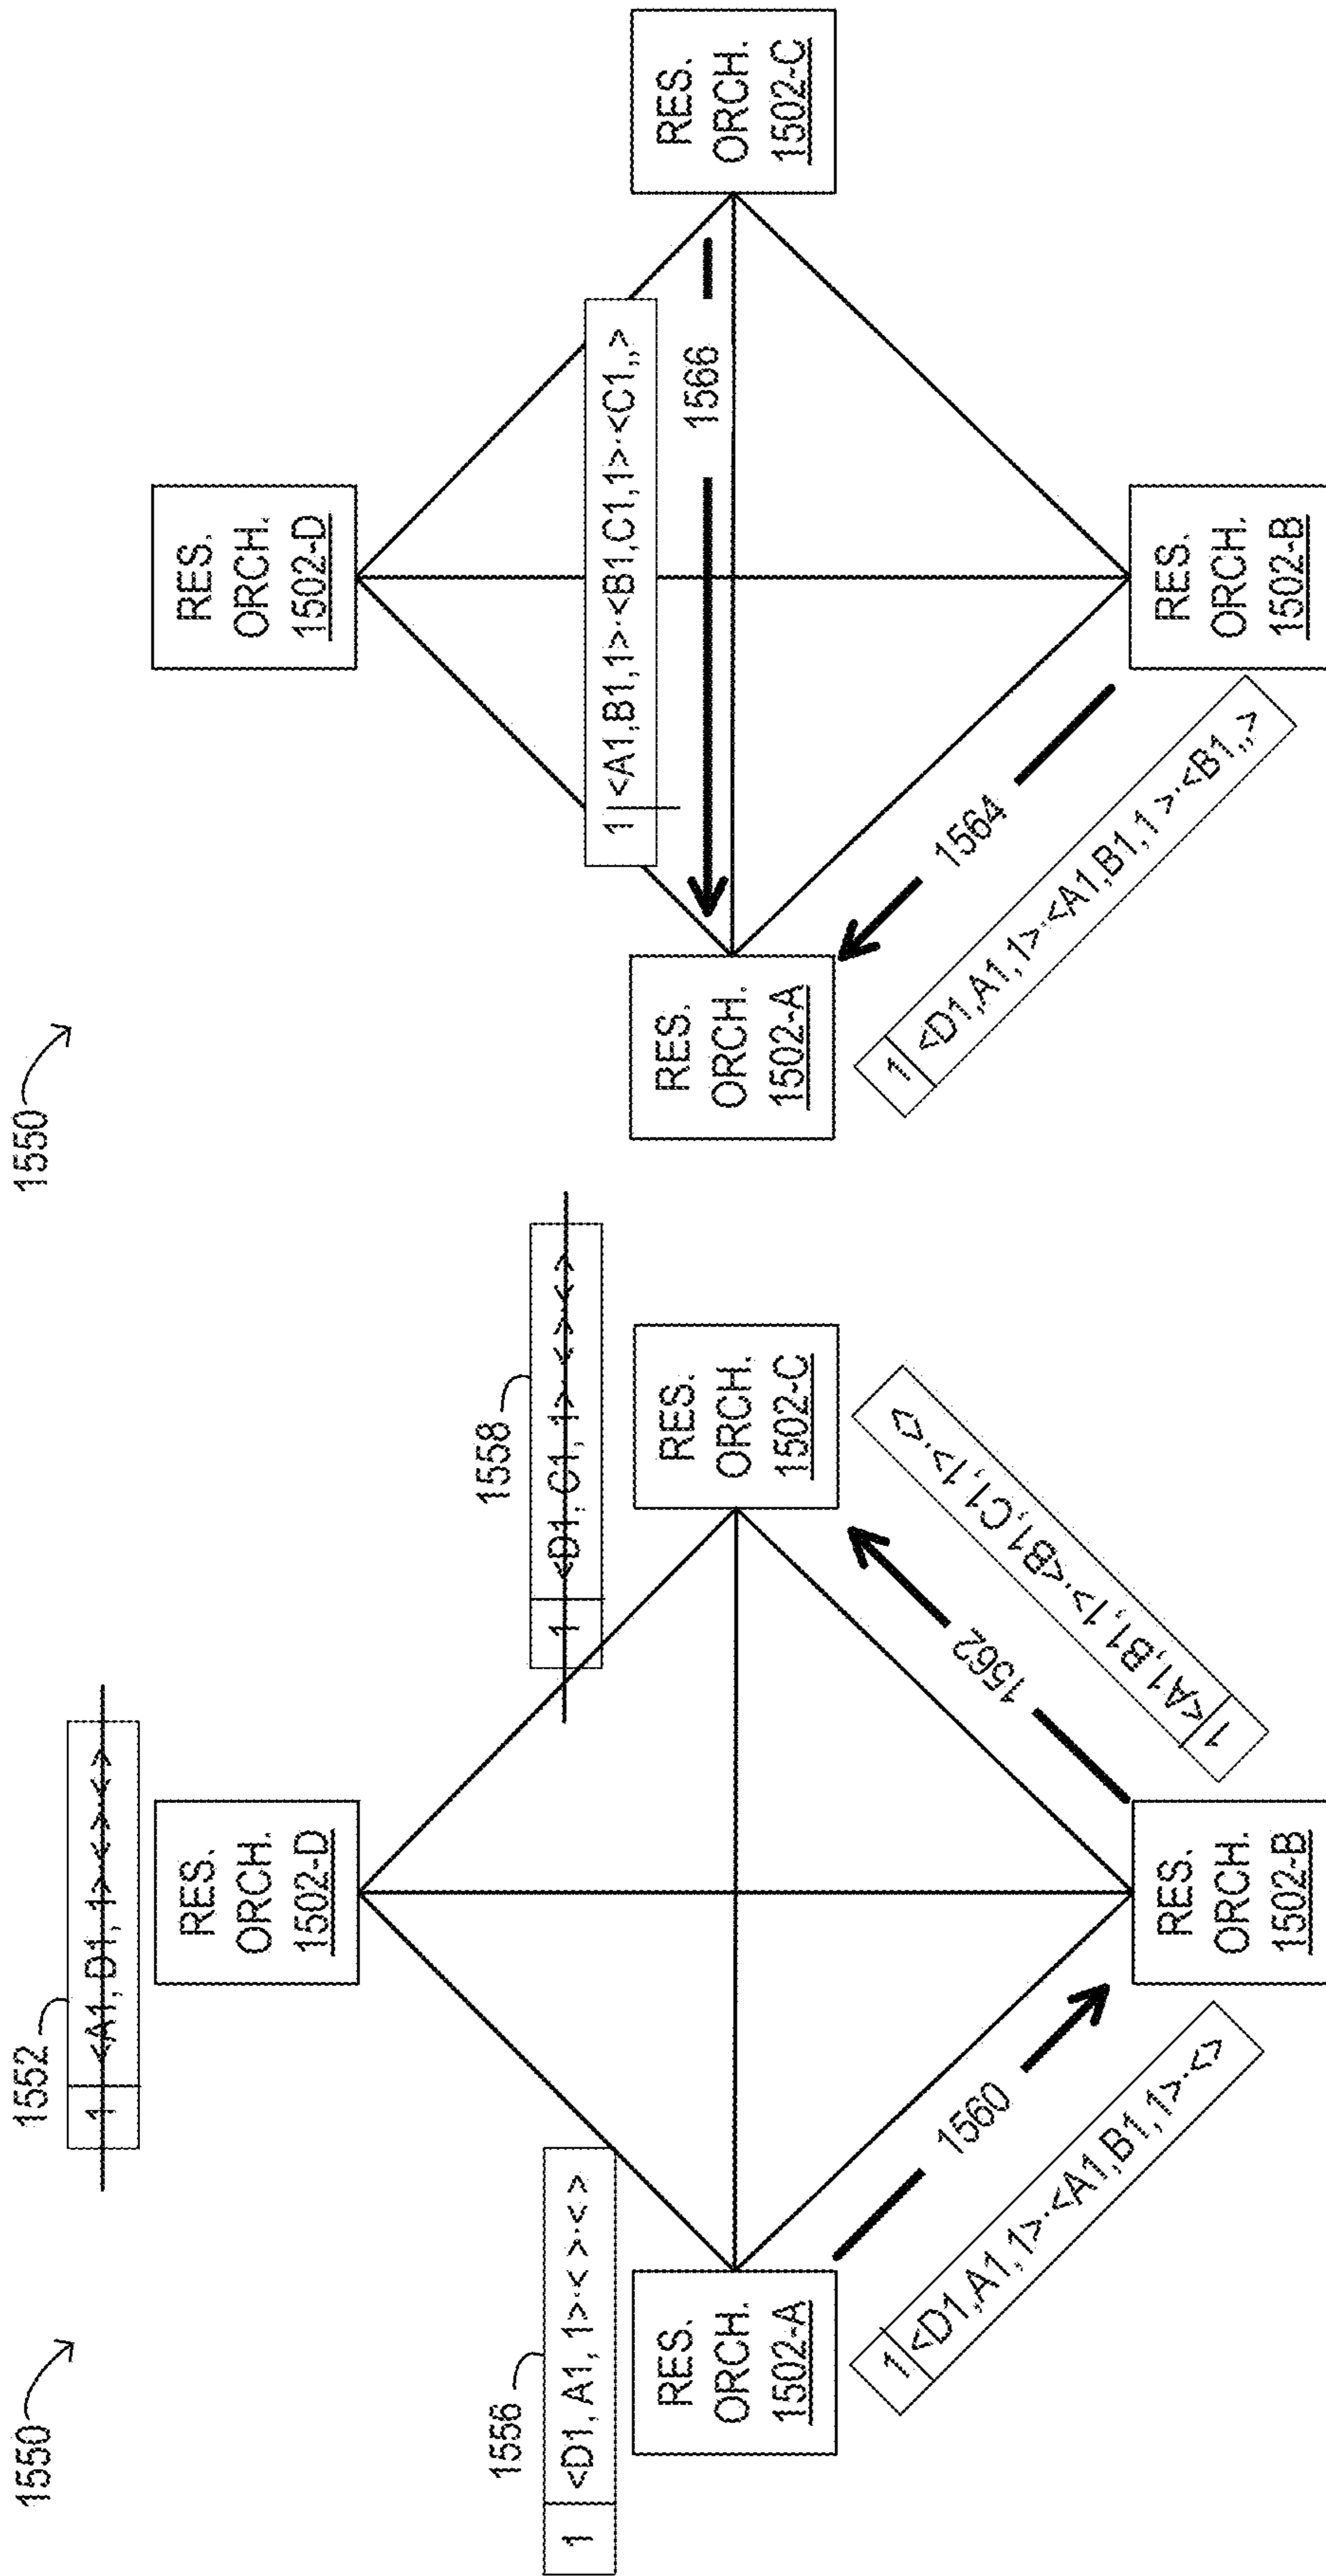 1550
1552
1 <A1, D1, 1>·<>·<>
RES.
ORCH.
1502-D
1556
1 <D1, A1, 1>·< >·< >
1558
1 <D1, C1, 1>·<>·<>
RES.
ORCH.
1502-A
RES.
ORCH.
1502-C
1560
1 <D1,A1,1>·<A1,B1,1>·<>
1562
1 <A1,B1,1>·<B1,C1,1>·<>
RES.
ORCH.
1502-B
1550
RES.
ORCH.
1502-D
1 <A1,B1,1>·<B1,C1,1>·<C1,,>
1566
RES.
ORCH.
1502-A
RES.
ORCH.
1502-C
1564
1 <D1,A1,1>·<A1,B1,1>·<B1,,>
RES.
ORCH.
1502-B